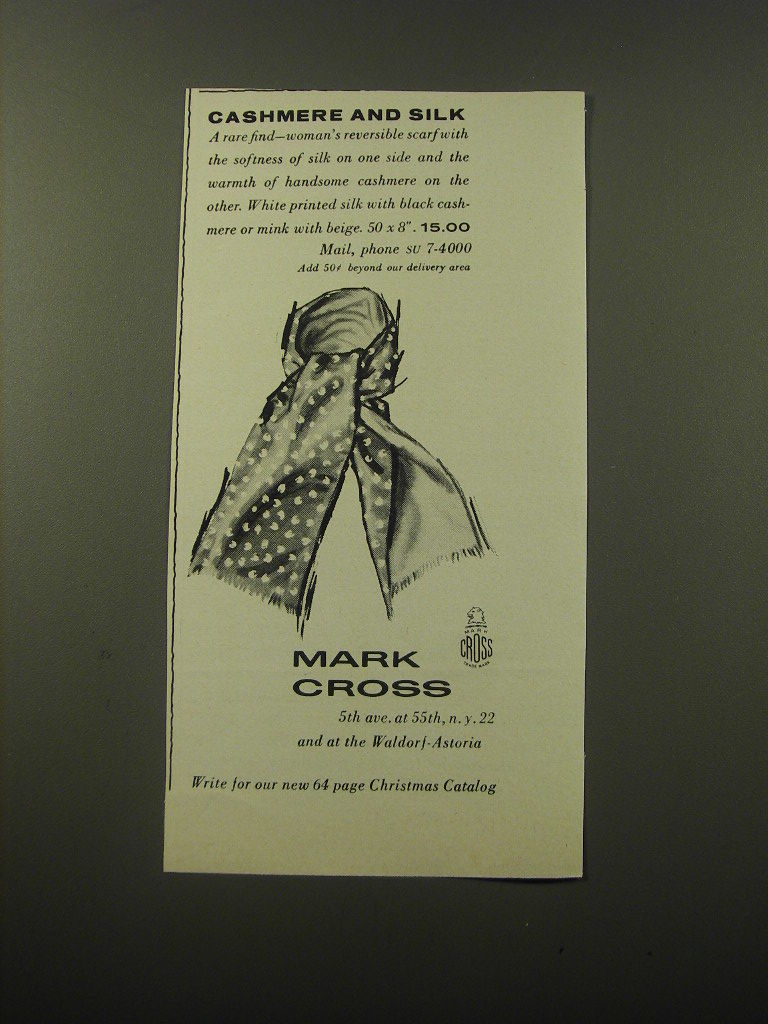 CASHMERE AND SILK
A rare find—woman's reversible scarf with
the softness of silk on one side and the
warmth of handsome cashmere on the
other. White printed silk with black cash-
mere or mink with beige. 50 x 8". 15.00
Mail, phone SU 7-4000
Add 50¢ beyond our delivery area
MARK
CROSS
TRADE MARK
MARK
CROSS
5th ave. at 55th, n. y. 22
and at the Waldorf-Astoria
Write for our new 64 page Christmas Catalog